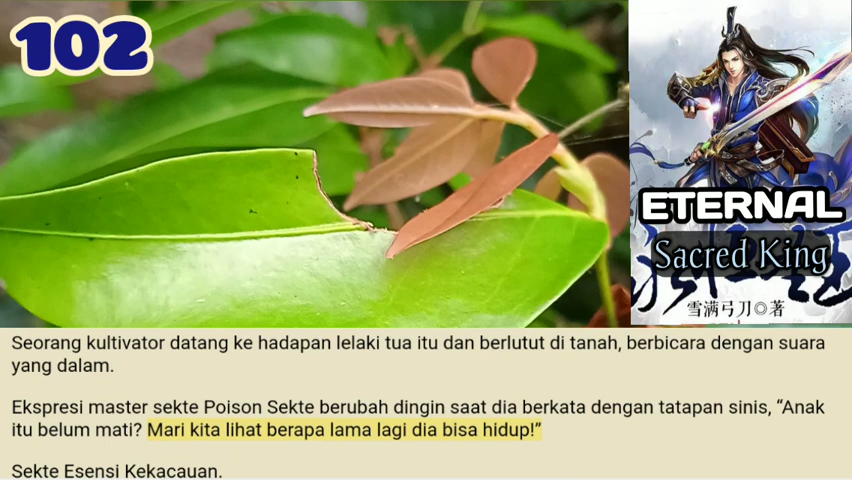 102
ETERNAL
Sacred King
雪满弓刀◎著
Seorang kultivator datang ke hadapan lelaki tua itu dan berlutut di tanah, berbicara dengan suara
yang dalam.
Ekspresi master sekte Poison Sekte berubah dingin saat dia berkata dengan tatapan sinis, “Anak
itu belum mati? Mari kita lihat berapa lama lagi dia bisa hidup!”
Sekte Esensi Kekacauan.